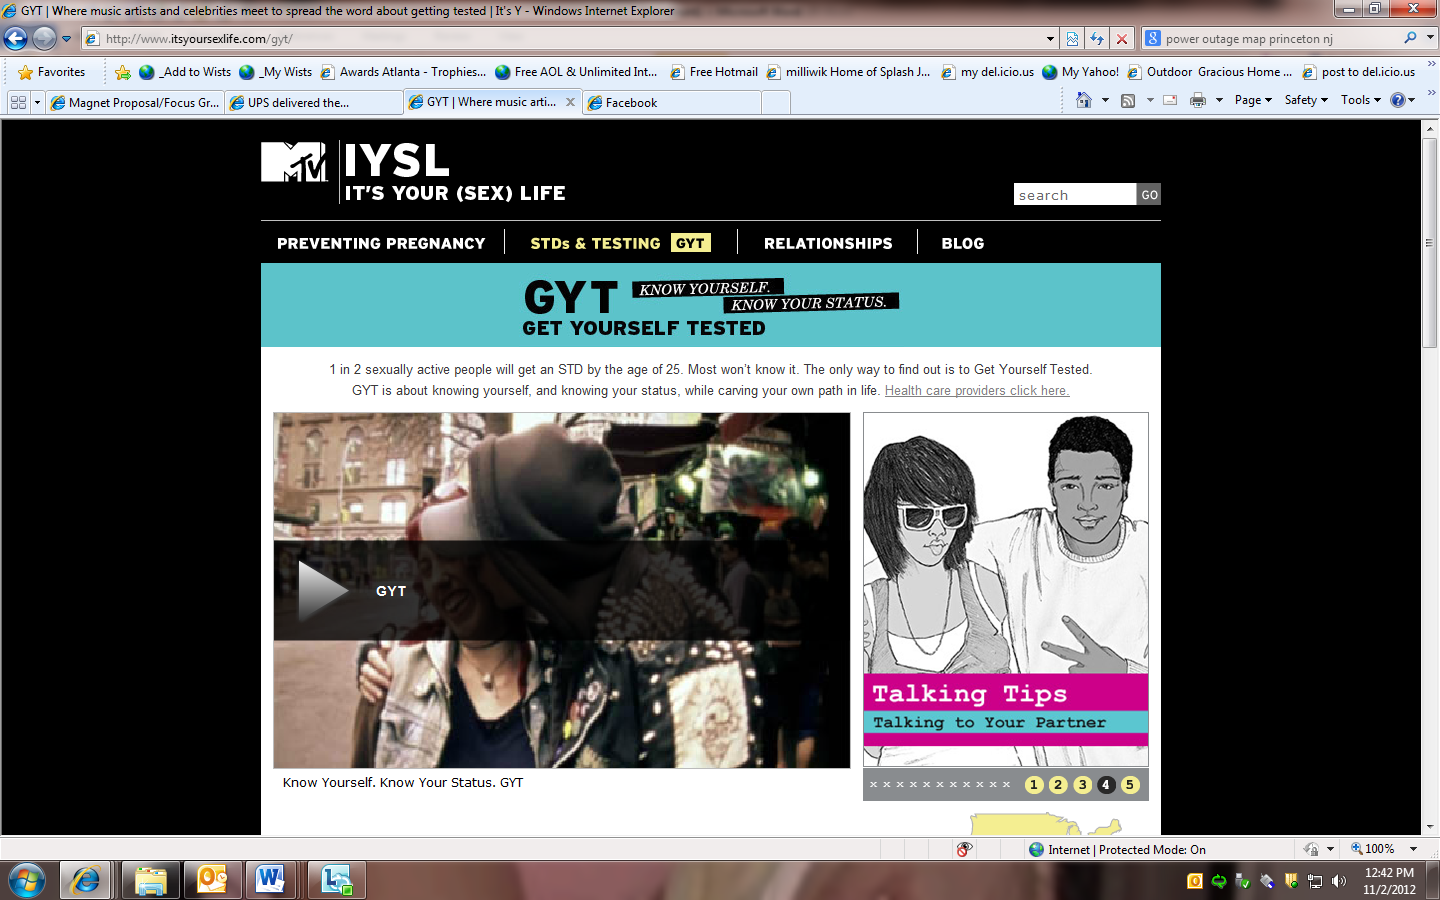 GYT | Where music artists and celebrities meet to spread the word about getting tested | It's Y - Windows Internet Explorer
http://www.itsyoursexlife.com/gyt/
power outage map princeton nj
Favorites
_Add to Wists
_My Wists
Awards Atlanta - Trophies...
Free AOL & Unlimited Int...
Free Hotmail
milliwik Home of Splash J...
my del.icio.us
My Yahoo!
Outdoor Gracious Home ...
post to del.icio.us
Magnet Proposal/Focus Gr...
UPS delivered the...
GYT | Where music arti...
Facebook
Page
Safety
Tools
MTV
IYSL
IT'S YOUR (SEX) LIFE
search
GO
PREVENTING PREGNANCY
STDs & TESTING GYT
RELATIONSHIPS
BLOG
GYT
KNOW YOURSELF.
KNOW YOUR STATUS.
GET YOURSELF TESTED
1 in 2 sexually active people will get an STD by the age of 25. Most won't know it. The only way to find out is to Get Yourself Tested.
GYT is about knowing yourself, and knowing your status, while carving your own path in life. Health care providers click here.
GYT
Talking Tips
Talking to Your Partner
x x x x x x x x x x x x 1 2 3 4 5
Know Yourself. Know Your Status. GYT
Internet | Protected Mode: On
100%
12:42 PM
11/2/2012